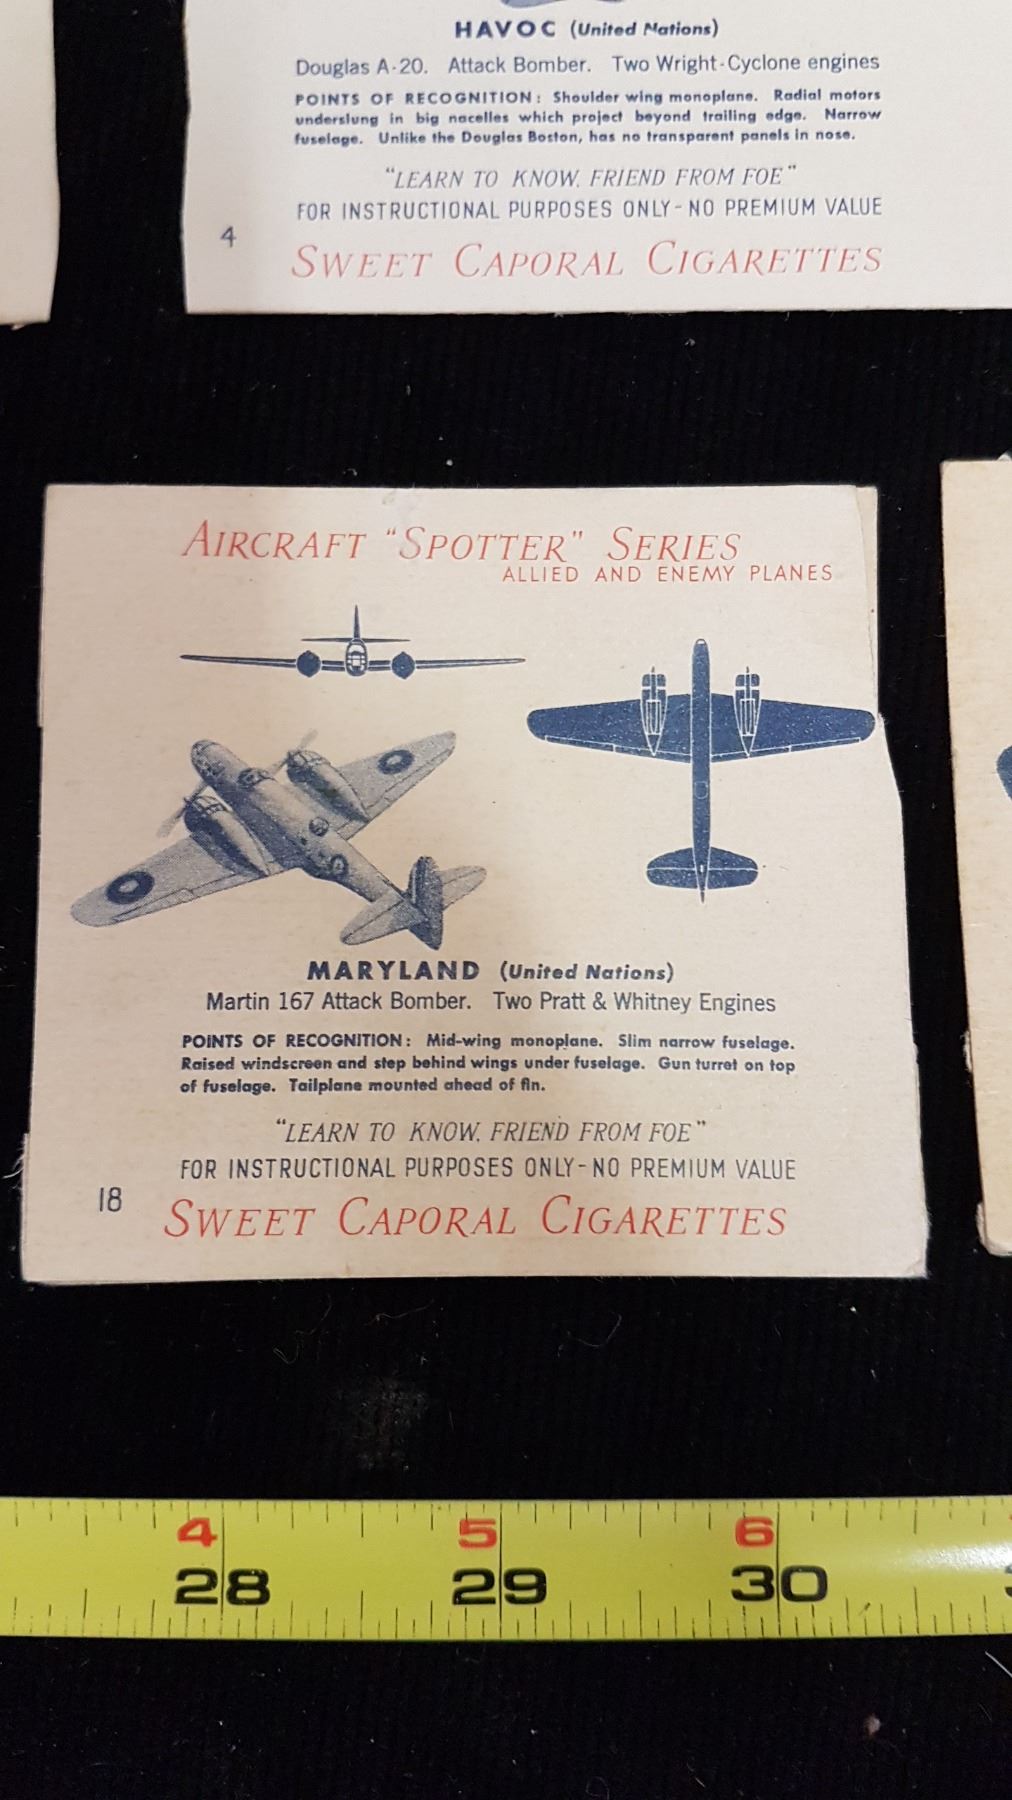 HAVOC (United Nations)
Douglas A-20. Attack Bomber. Two Wright-Cyclone engines
POINTS OF RECOGNITION: Shoulder wing monoplane. Radial motors
underslung in big nacelles which project beyond trailing edge. Narrow
fuselage. Unlike the Douglas Boston, has no transparent panels in nose.
"LEARN TO KNOW, FRIEND FROM FOE"
FOR INSTRUCTIONAL PURPOSES ONLY-NO PREMIUM VALUE
4
SWEET CAPORAL CIGARETTES
AIRCRAFT "SPOTTER" SERIES
ALLIED AND ENEMY PLANES
MARYLAND (United Nations)
Martin 167 Attack Bomber. Two Pratt & Whitney Engines
POINTS OF RECOGNITION: Mid-wing monoplane. Slim narrow fuselage.
Raised windscreen and step behind wings under fuselage. Gun turret on top
of fuselage. Tailplane mounted ahead of fin.
"LEARN TO KNOW, FRIEND FROM FOE"
FOR INSTRUCTIONAL PURPOSES ONLY-NO PREMIUM VALUE
18
SWEET CAPORAL CIGARETTES
4 5 6
28 29 30